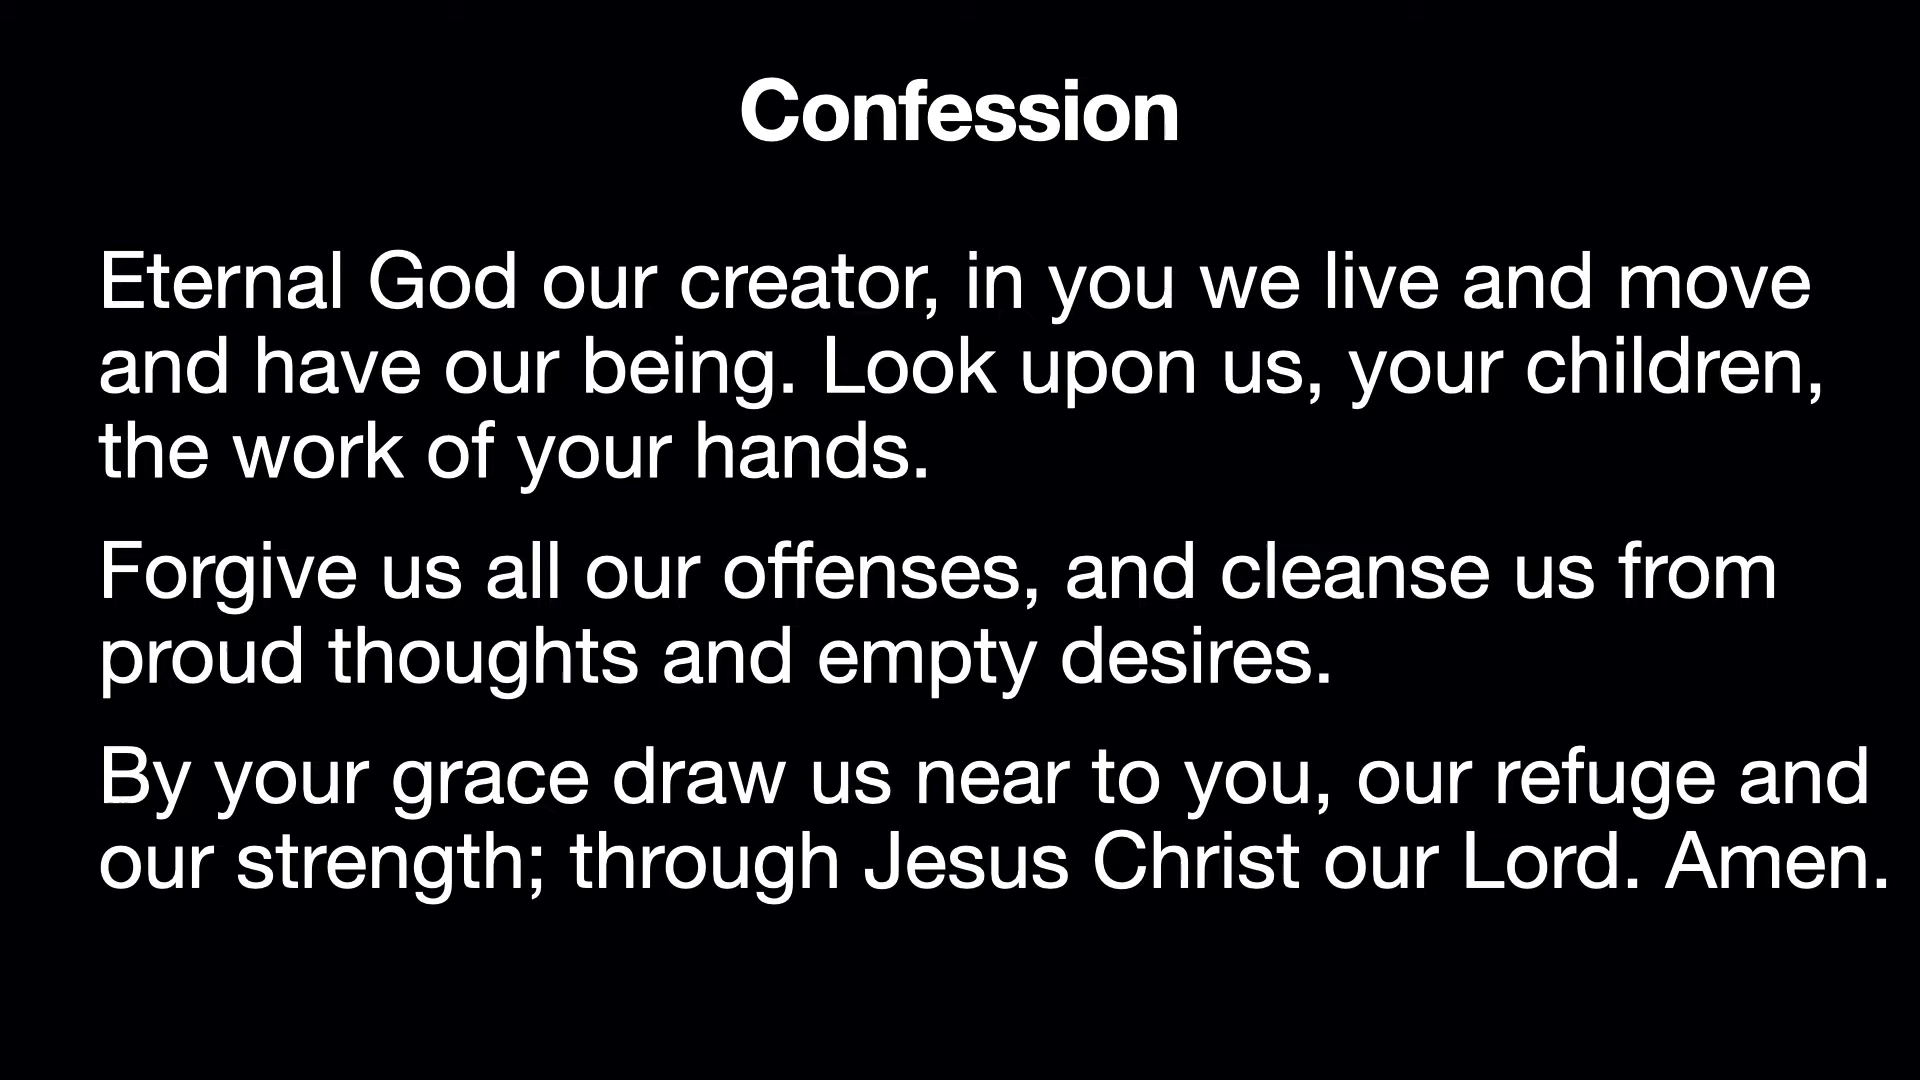 Confession
Eternal God our creator, in you we live and move
and have our being. Look upon us, your children,
the work of your hands.
Forgive us all our offenses, and cleanse us from
proud thoughts and empty desires.
By your grace draw us near to you, our refuge and
our strength; through Jesus Christ our Lord. Amen.